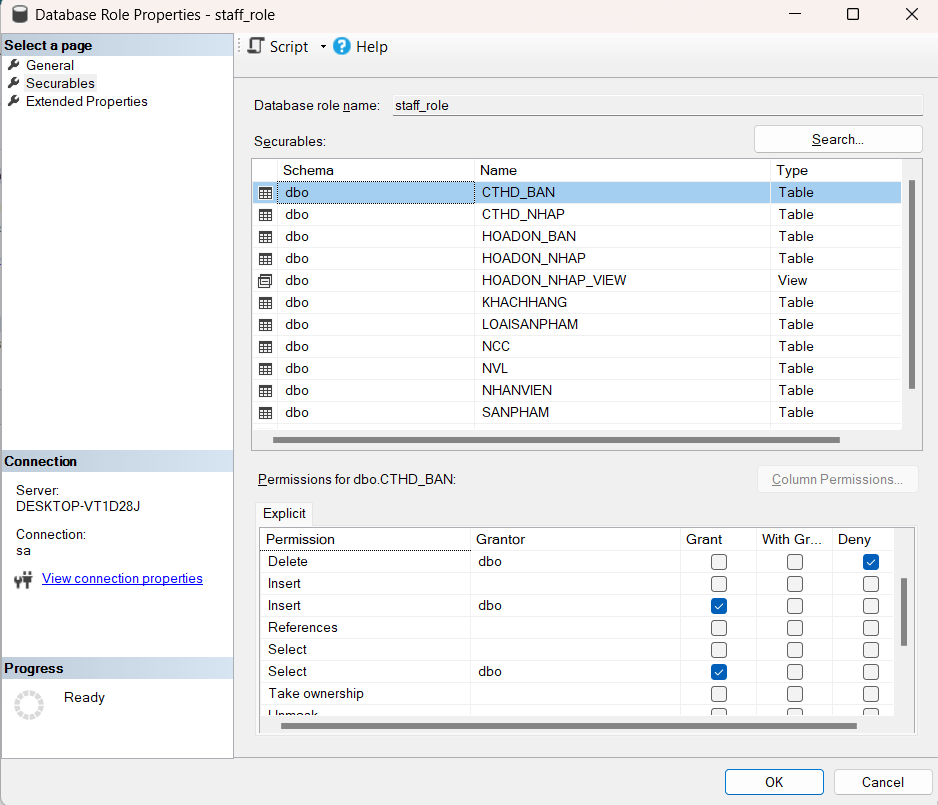 Database Role Properties - staff_role
Select a page
General
Securables
Extended Properties
Script
Help
Database role name: staff_role
Securables:
Search...
Schema Name Type
dbo CTHD_BAN Table
dbo CTHD_NHAP Table
dbo HOADON_BAN Table
dbo HOADON_NHAP Table
dbo HOADON_NHAP_VIEW View
dbo KHACHHANG Table
dbo LOAISANPHAM Table
dbo NCC Table
dbo NVL Table
dbo NHANVIEN Table
dbo SANPHAM Table
Connection
Server:
DESKTOP-VT1D28J
Connection:
sa
View connection properties
Progress
Ready
Permissions for dbo.CTHD_BAN:
Column Permissions...
Explicit
Permission Grantor Grant With Gr... Deny
Delete dbo
Insert
Insert dbo
References
Select
Select dbo
Take ownership
Unmask
OK
Cancel